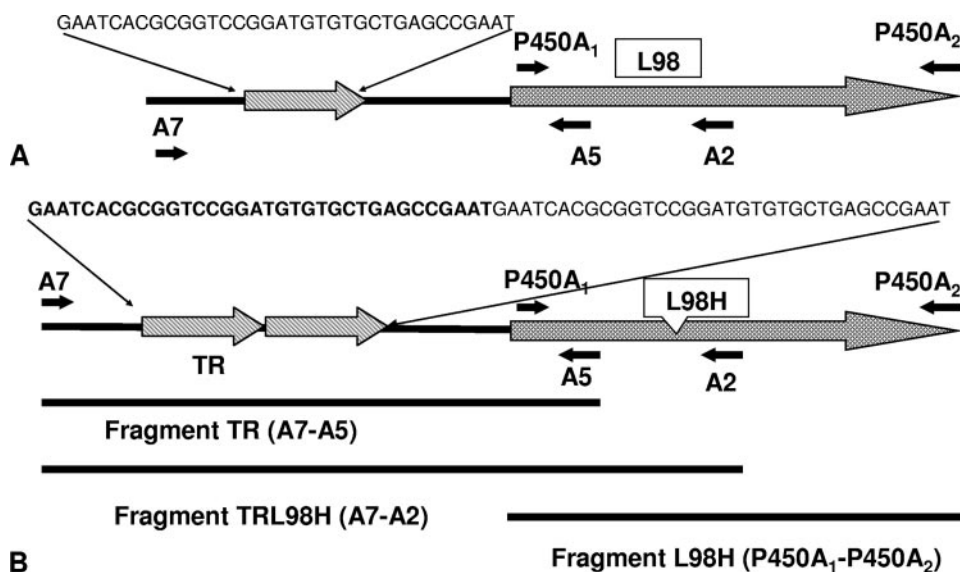 GAATCACGCGGTCCGGATGTGTGCTGAGCCGAAT
P450A₁
L98
P450A₂
A7
A5
A2
A
GAATCACGCGGTCCGGATGTGTGCTGAGCCGAATGAATCACGCGGTCCGGATGTGTGCTGAGCCGAAT
A7
P450A₁
L98H
P450A₂
TR
A5
A2
Fragment TR (A7-A5)
Fragment TRL98H (A7-A2)
Fragment L98H (P450A₁-P450A₂)
B